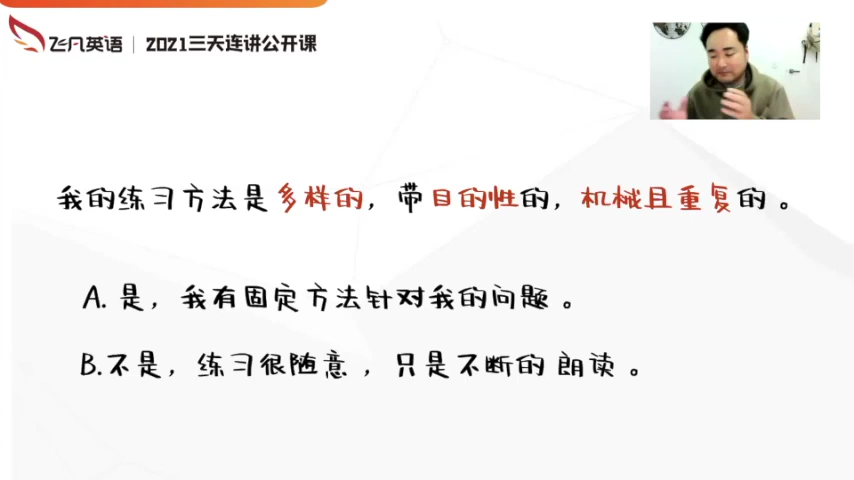 飞凡英语 | 2021三天连讲公开课
我的练习方法是多样的，带目的性的，机械且重复的。
A. 是，我有固定方法针对我的问题。
B.不是，练习很随意，只是不断的 朗读。